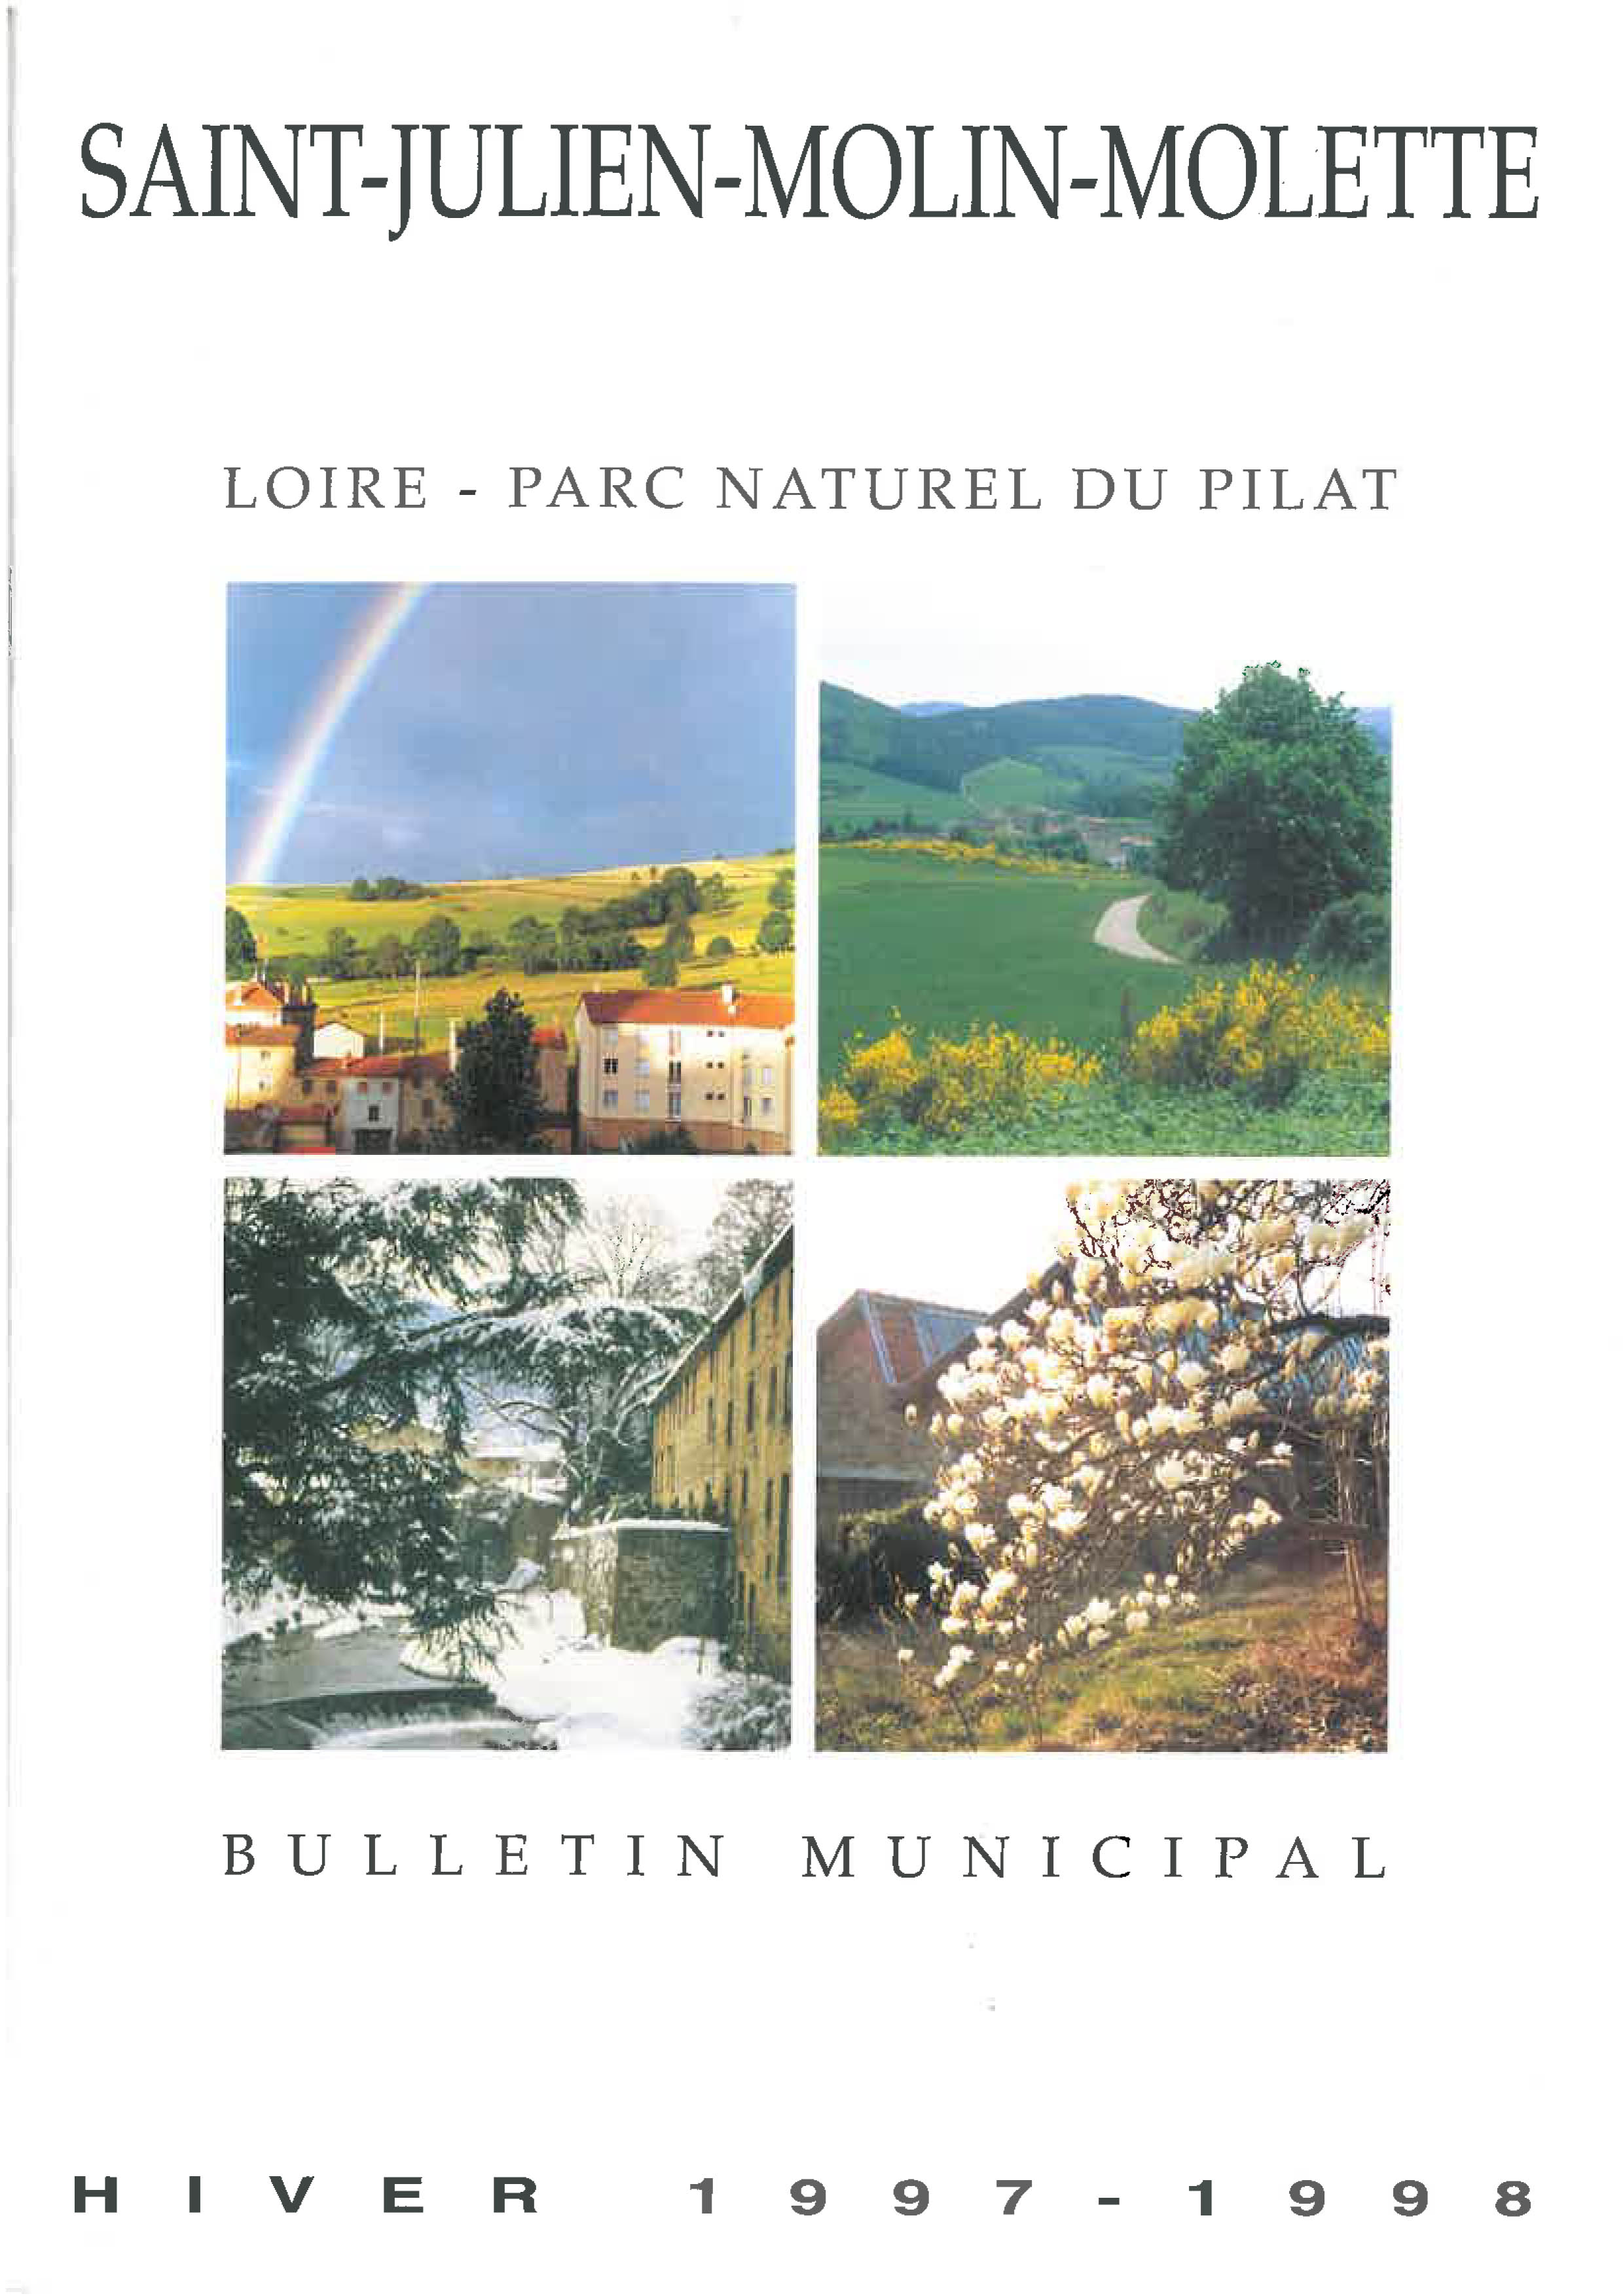 SAINT-JULIEN-MOLIN-MOLETTE
LOIRE - PARC NATUREL DU PILAT
BULLETIN MUNICIPAL
HIVER 1997-1998